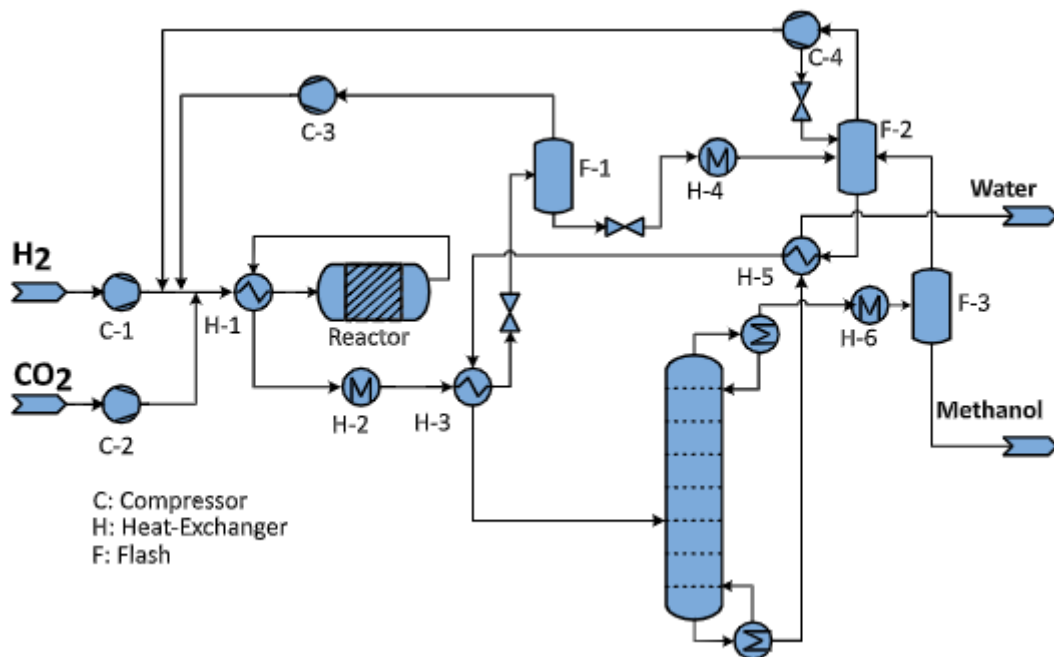 C-4
C-3
F-2
F-1
H-4
Water
H2
H-5
C-1
H-1
Reactor
H-6
F-3
CO2
C-2
H-2
H-3
Methanol
C: Compressor
H: Heat-Exchanger
F: Flash